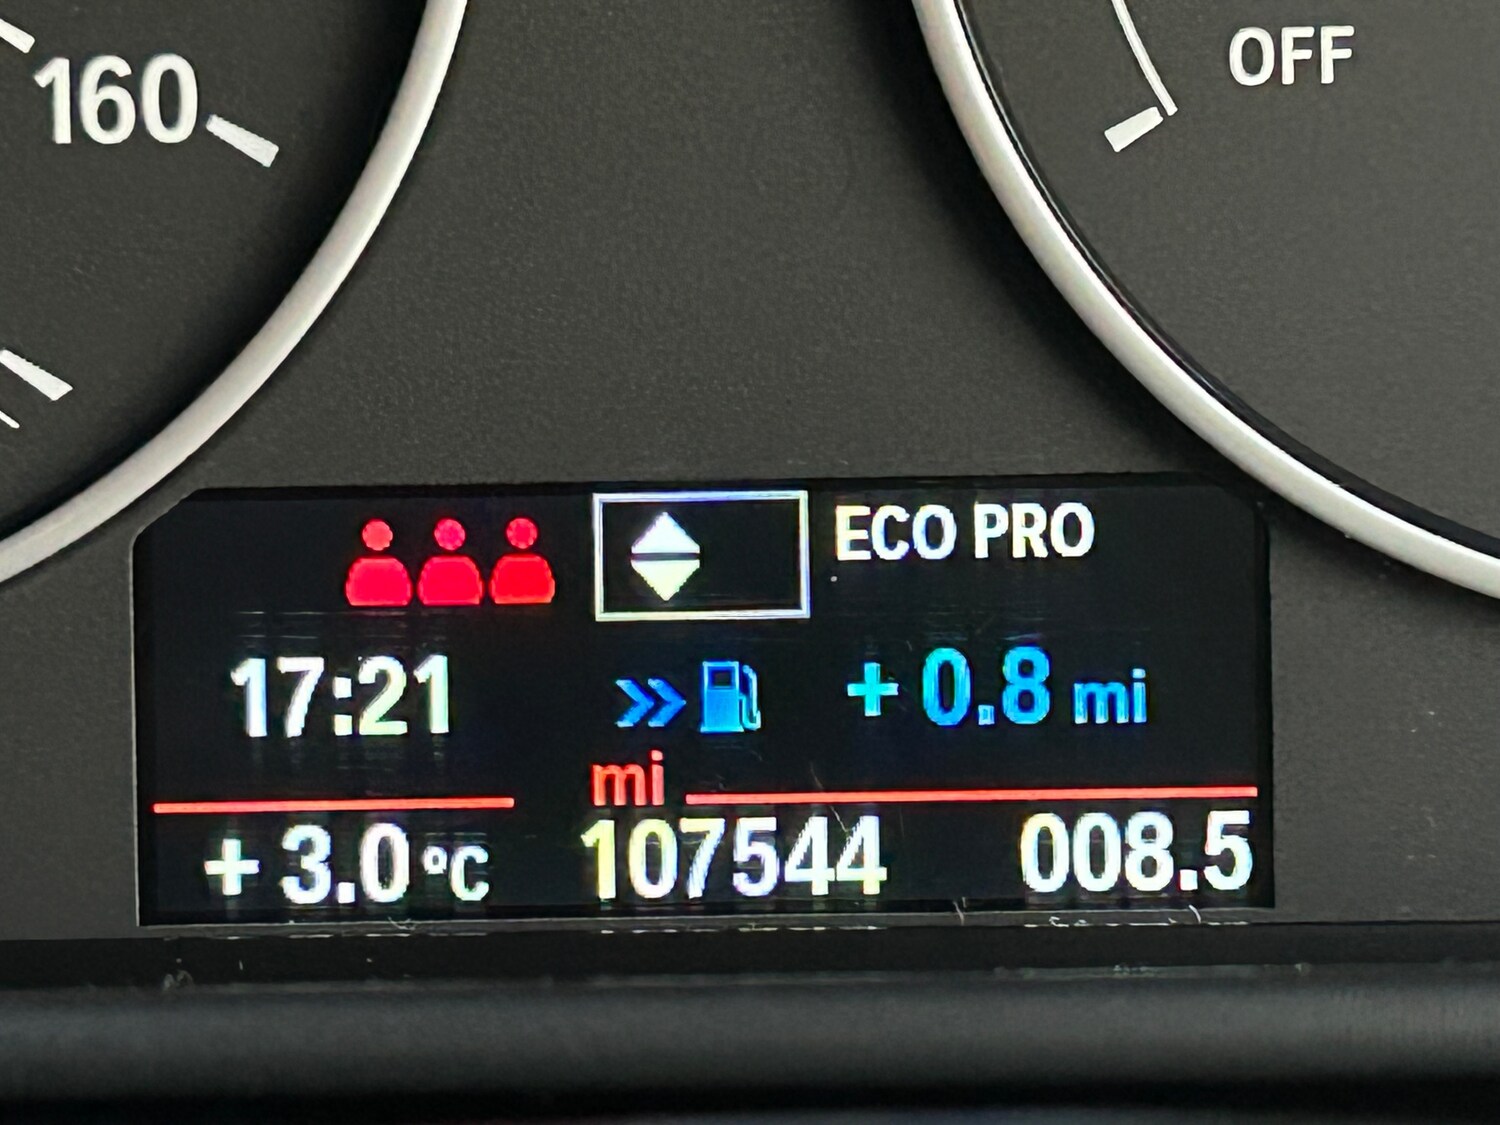 160
OFF
ECO PRO
17:21
+ 0.8 mi
mi
+ 3.0 °C
107544
008.5